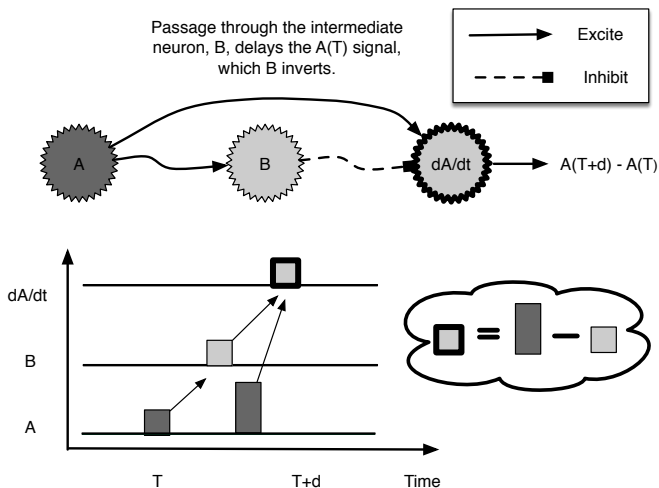 Passage through the intermediate
neuron, B, delays the A(T) signal,
which B inverts.
Excite
Inhibit
A
B
dA/dt
A(T+d) - A(T)
dA/dt
B
A
T
T+d
Time